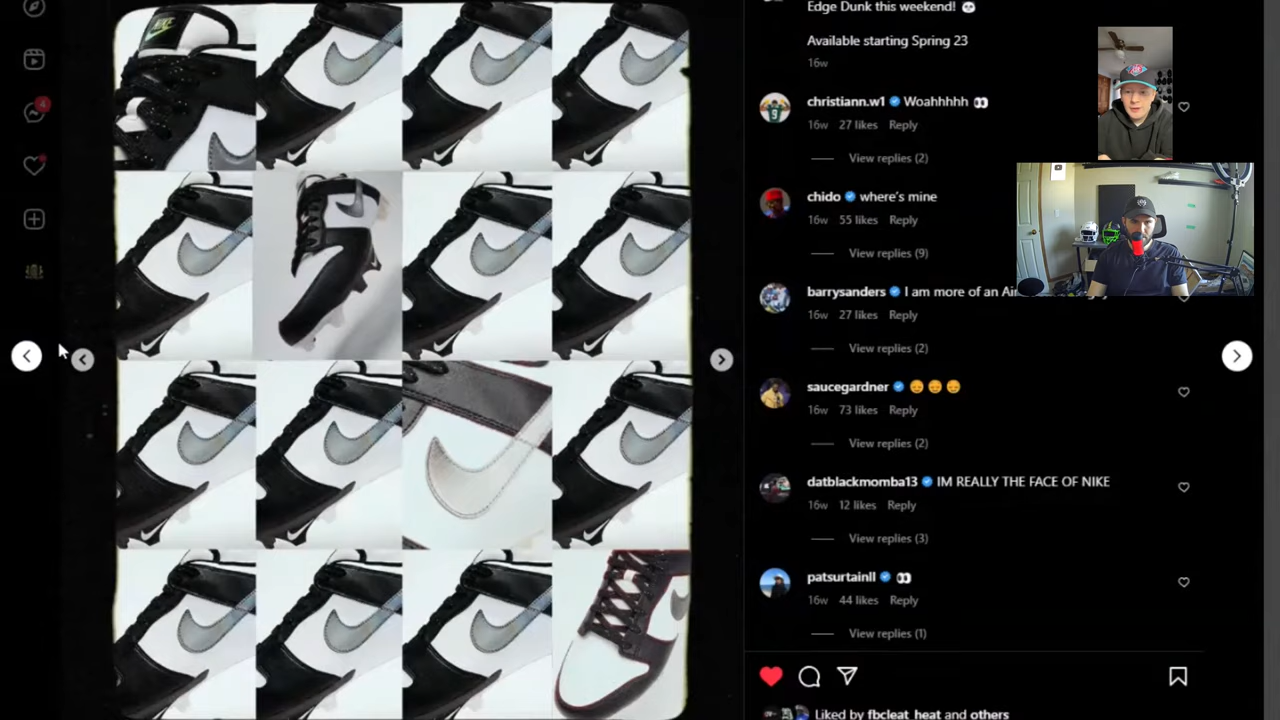 Edge Dunk this weekend! 💀
Available starting Spring 23
16w
christiann.w1 Woahhhhh 👀
16w 27 likes Reply
View replies (2)
chido where's mine
16w 55 likes Reply
View replies (9)
barrysanders I am more of an Air
16w 27 likes Reply
View replies (2)
saucegardner 😞😞😞
16w 73 likes Reply
View replies (2)
datblackmomba13 IM REALLY THE FACE OF NIKE
16w 12 likes Reply
View replies (3)
patsurtainII 👀
16w 44 likes Reply
View replies (1)
Liked by fbcleat_heat and others
4
NIKE